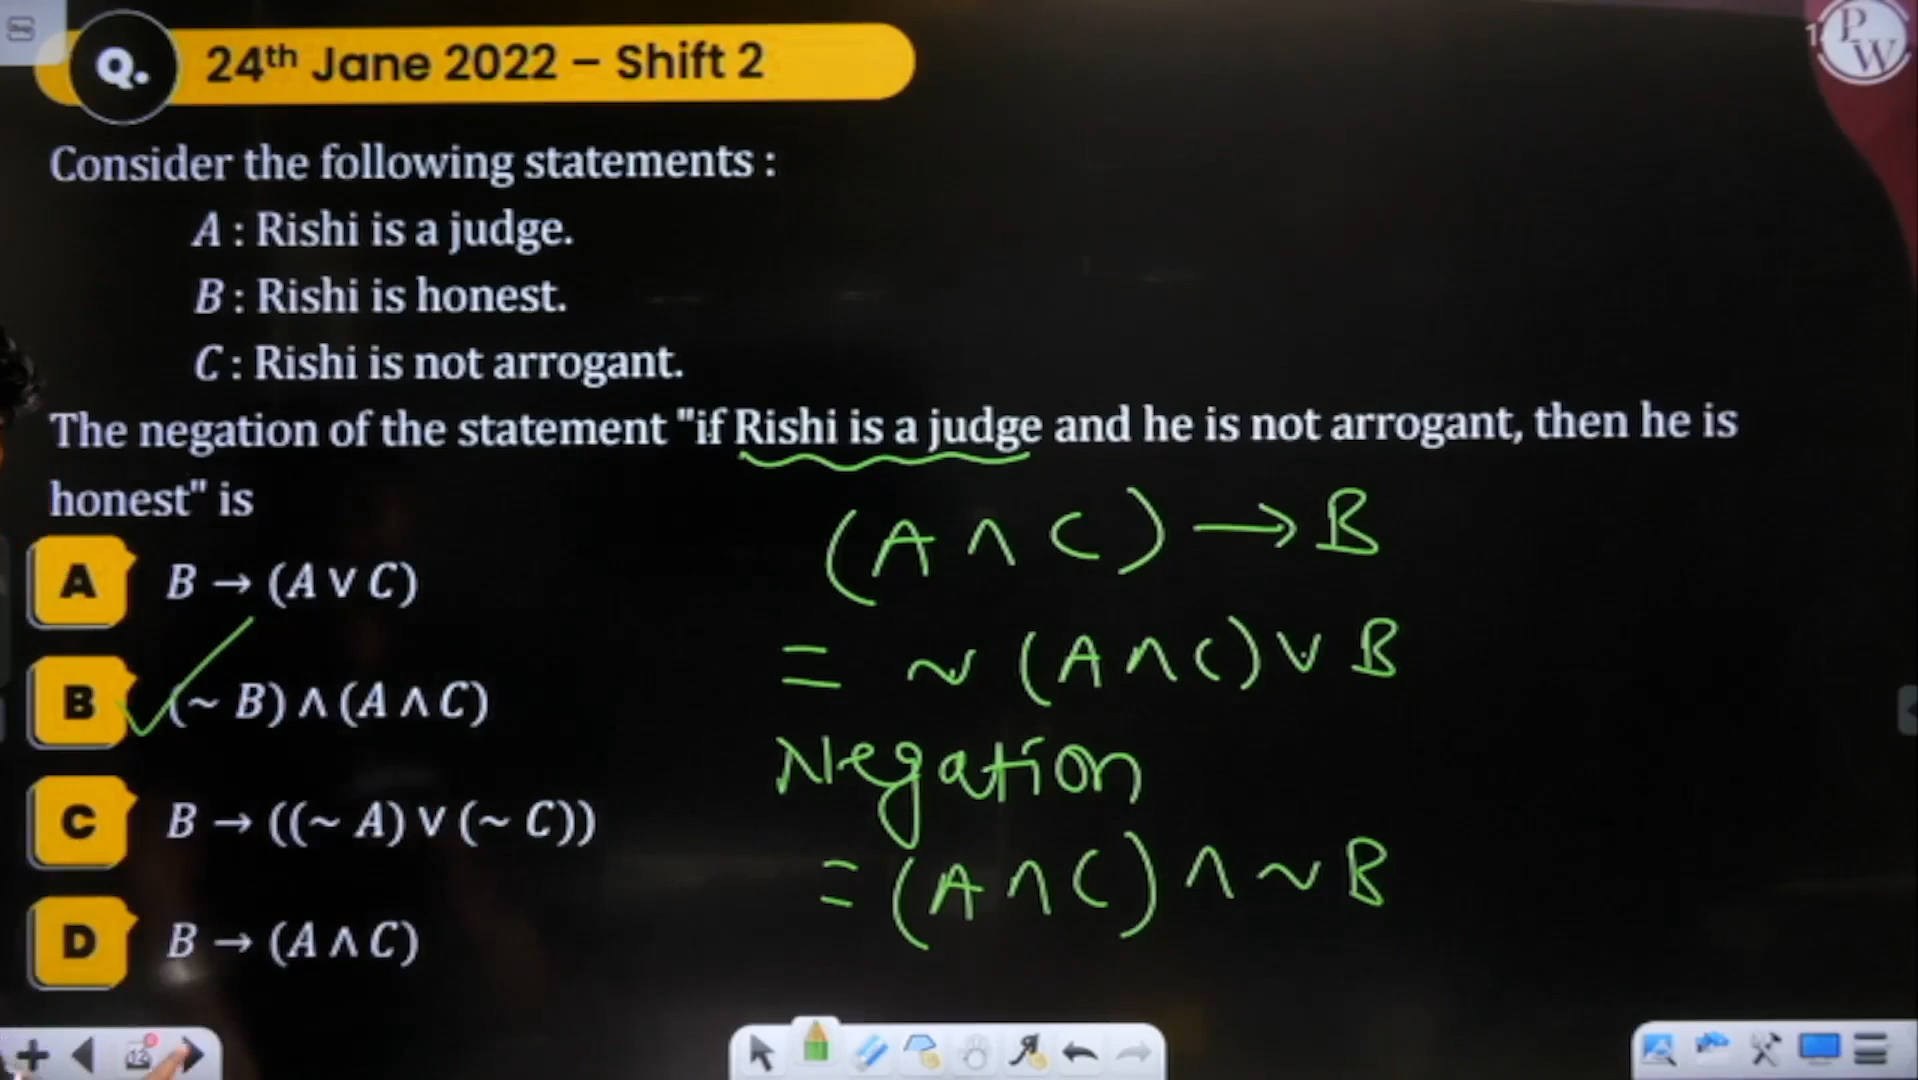 Q.
24th Jane 2022 – Shift 2
PW
Consider the following statements :
A : Rishi is a judge.
B : Rishi is honest.
C : Rishi is not arrogant.
The negation of the statement "if Rishi is a judge and he is not arrogant, then he is
honest" is
A B → (A ∨ C)
B (~ B) ∧ (A ∧ C)
C B → ((~ A) ∨ (~ C))
D B → (A ∧ C)
(A ∧ C) → B
= ~ (A ∧ C) ∨ B
Negation
= (A ∧ C) ∧ ~ B